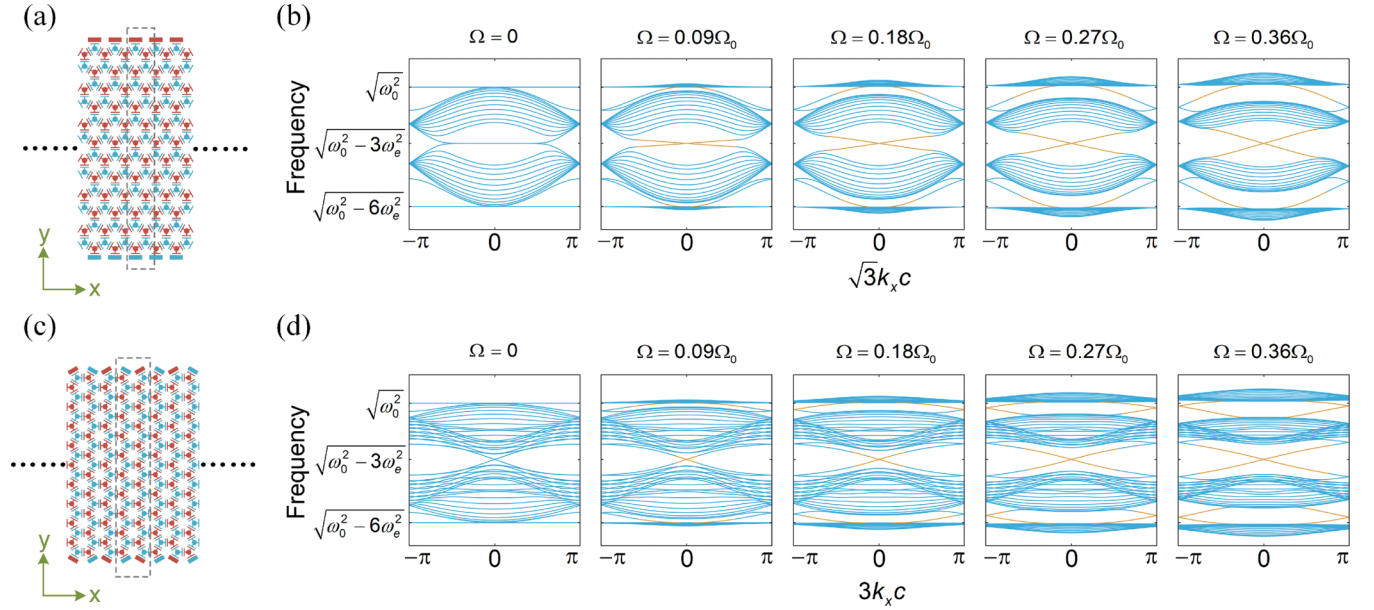 (a)
(b)
Ω = 0
Ω = 0.09Ω₀
Ω = 0.18Ω₀
Ω = 0.27Ω₀
Ω = 0.36Ω₀
Frequency
√ω₀²
√ω₀² − 3ωₑ²
√ω₀² − 6ωₑ²
−π 0 π
−π 0 π
−π 0 π
−π 0 π
−π 0 π
√3kₓc
y
x
(c)
(d)
Ω = 0
Ω = 0.09Ω₀
Ω = 0.18Ω₀
Ω = 0.27Ω₀
Ω = 0.36Ω₀
Frequency
√ω₀²
√ω₀² − 3ωₑ²
√ω₀² − 6ωₑ²
−π 0 π
−π 0 π
−π 0 π
−π 0 π
−π 0 π
3kₓc
y
x